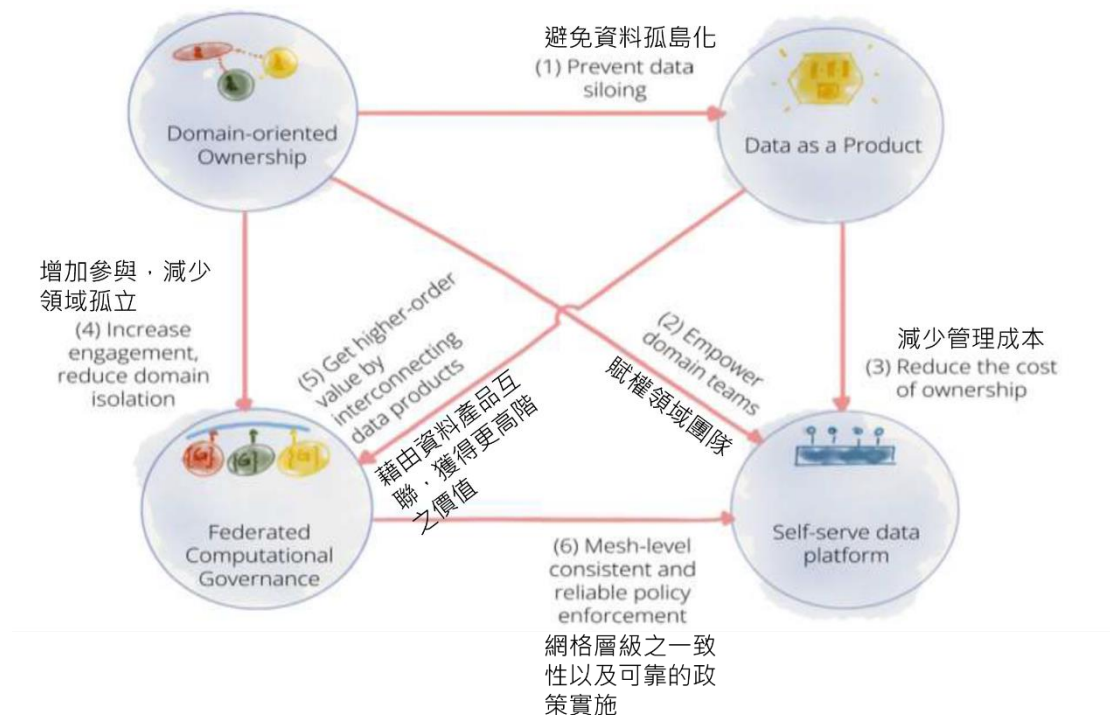 避免資料孤島化
(1) Prevent data
siloing
Domain-oriented
Ownership
Data as a Product
增加參與，減少
領域孤立
(4) Increase
engagement,
reduce domain
isolation
(5) Get higher-order
value by
interconnecting
data products
藉由資料產品互
聯，獲得更高階
之價值
(2) Empower
domain teams
賦權領域團隊
減少管理成本
(3) Reduce the cost
of ownership
{G}
{G}
{G}
Federated
Computational
Governance
Self-serve data
platform
(6) Mesh-level
consistent and
reliable policy
enforcement
網格層級之一致
性以及可靠的政
策實施